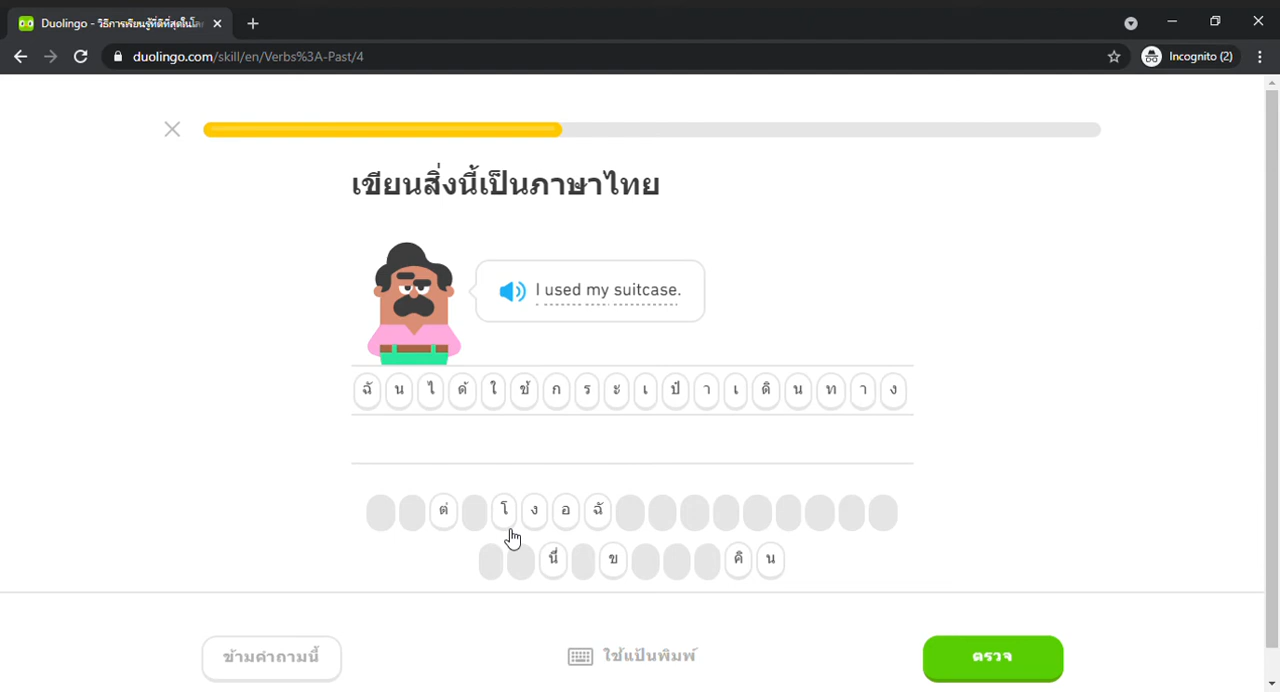 Duolingo - วิธีการเรียนรู้ที่ดีที่สุดในโล
duolingo.com/skill/en/Verbs%3A-Past/4
Incognito (2)
เขียนสิ่งนี้เป็นภาษาไทย
I used my suitcase.
ฉั น ไ ด้ ใ ช้ ก ร ะ เ ป๋ า เ ดิ น ท า ง
ต่ โ ง อ ฉั
นี่ ข คิ น
ข้ามคำถามนี้
ใช้แป้นพิมพ์
ตรวจ